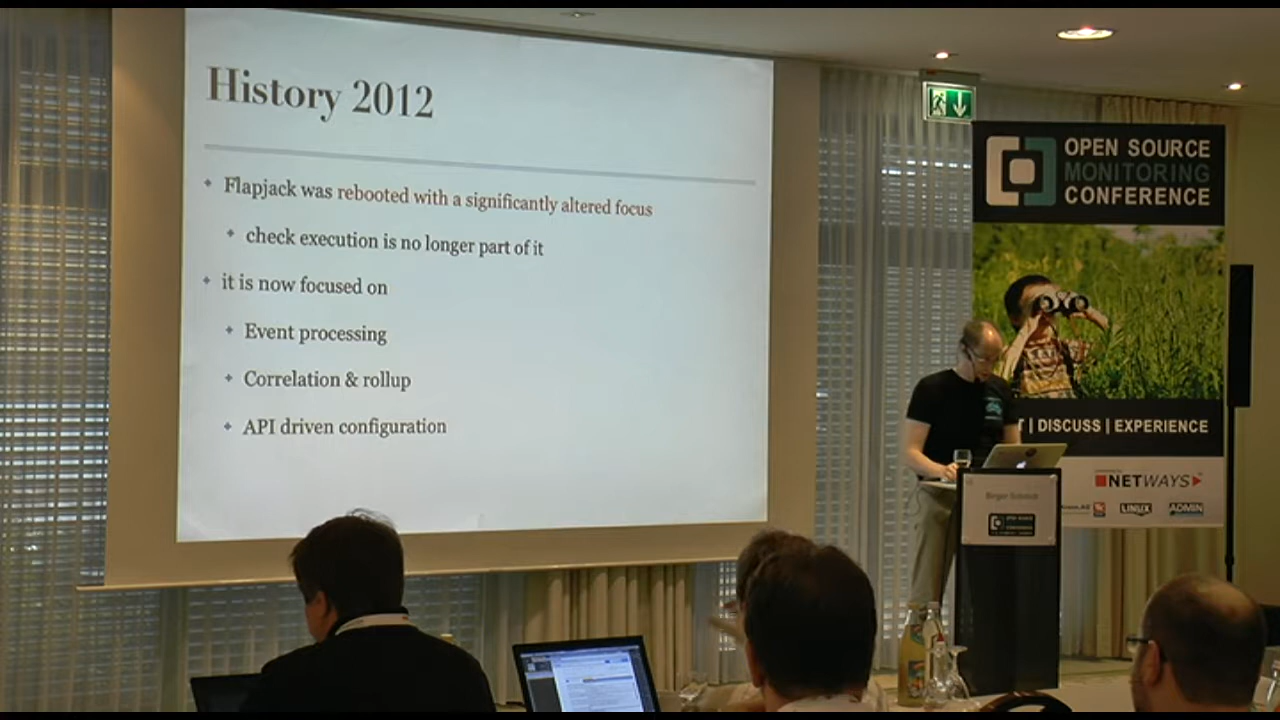 History 2012
Flapjack was rebooted with a significantly altered focus
check execution is no longer part of it
it is now focused on
Event processing
Correlation & rollup
API driven configuration
OPEN SOURCE
MONITORING
CONFERENCE
T | DISCUSS | EXPERIENCE
NETWAYS
LINUX
ADMIN